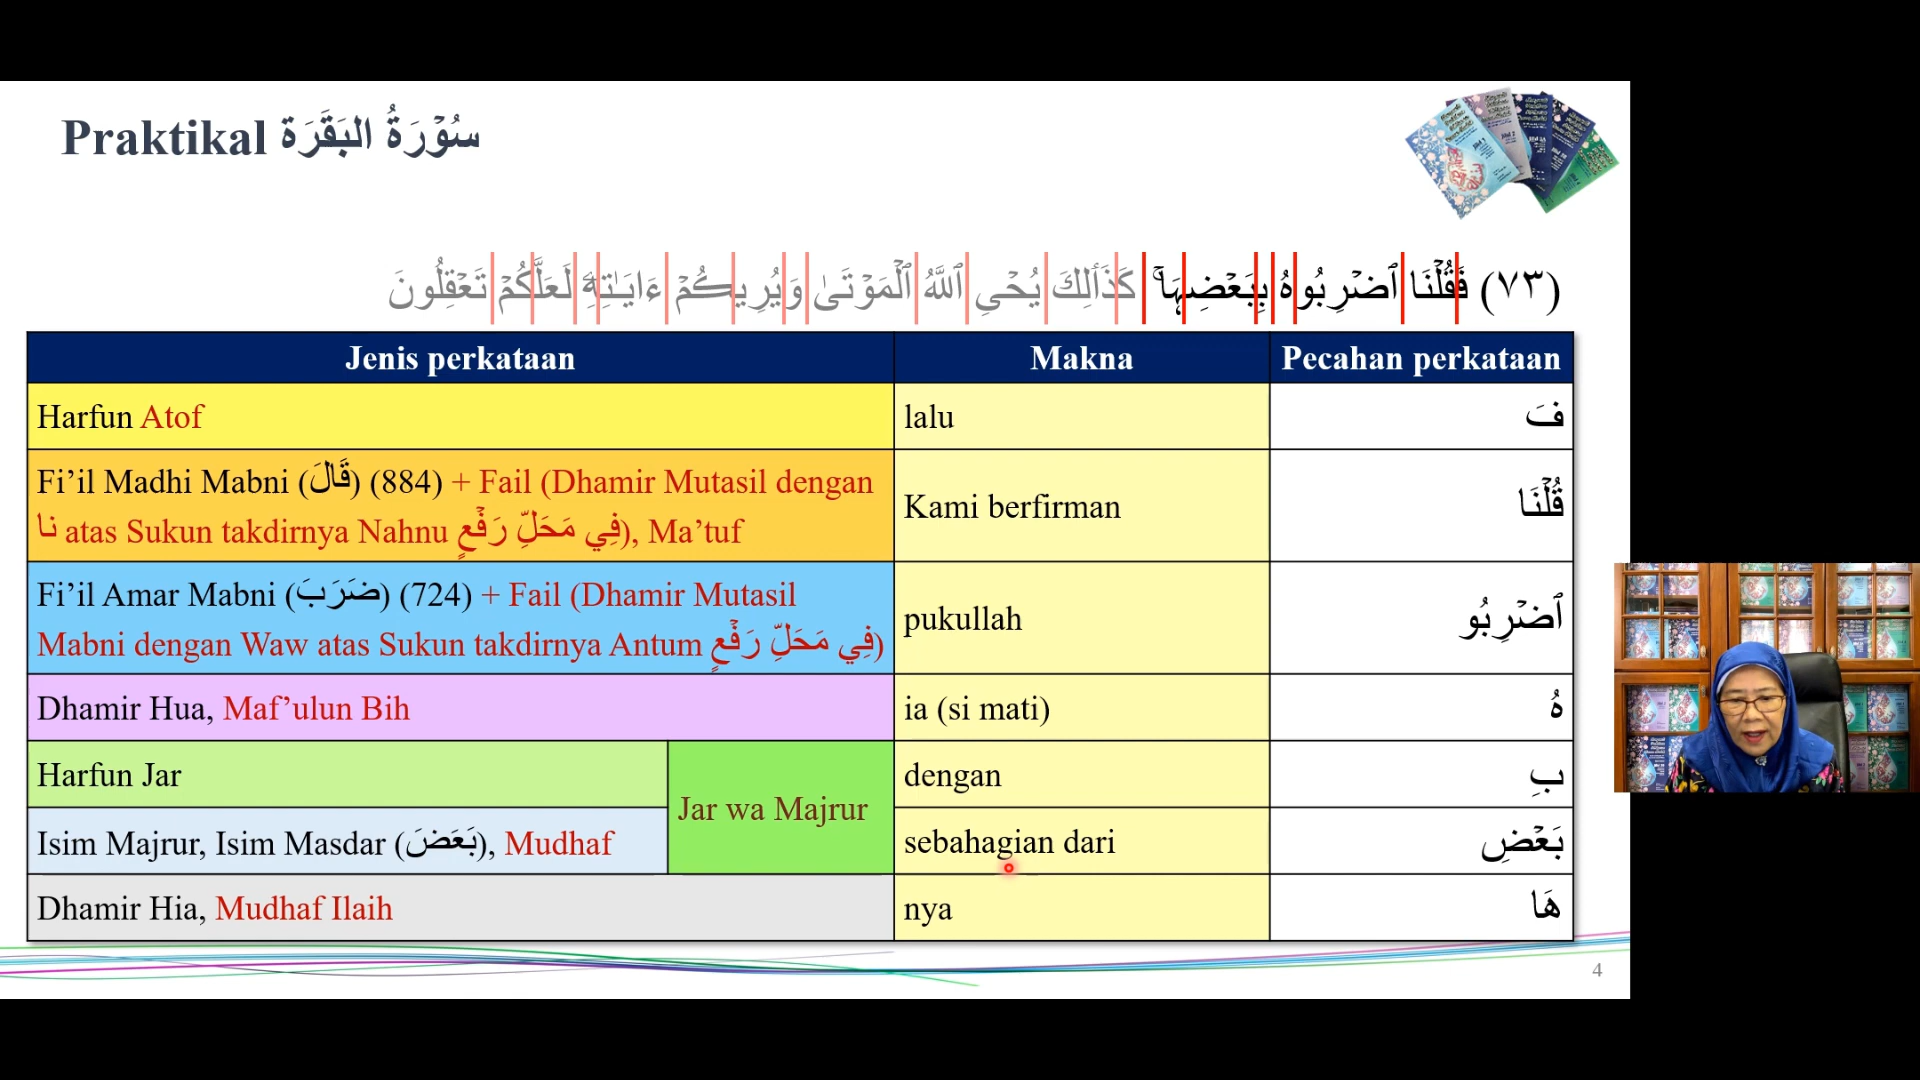 Praktikal سُوْرَةُ البَقَرَة
(٧٣) فَقُلْنَا ٱضْرِبُوهُ بِبَعْضِهَا ۚ كَذَٰلِكَ يُحْىِ ٱللَّهُ ٱلْمَوْتَىٰ وَيُرِيكُمْ ءَايَـٰتِهِۦ لَعَلَّكُمْ تَعْقِلُونَ
Jenis perkataan Makna Pecahan perkataan
Harfun Atof lalu فَ
Fi’il Madhi Mabni (قَالَ) (884) + Fail (Dhamir Mutasil dengan
نا atas Sukun takdirnya Nahnu فِي مَحَلِّ رَفْعٍ), Ma’tuf
Kami berfirman قُلْنَا
Fi’il Amar Mabni (ضَرَبَ) (724) + Fail (Dhamir Mutasil
Mabni dengan Waw atas Sukun takdirnya Antum فِي مَحَلِّ رَفْعٍ)
pukullah ٱضْرِبُو
Dhamir Hua, Maf’ulun Bih ia (si mati) هُ
Harfun Jar dengan بِ
Jar wa Majrur
Isim Majrur, Isim Masdar (بَعَضَ), Mudhaf sebahagian dari بَعْضِ
Dhamir Hia, Mudhaf Ilaih nya هَا
4